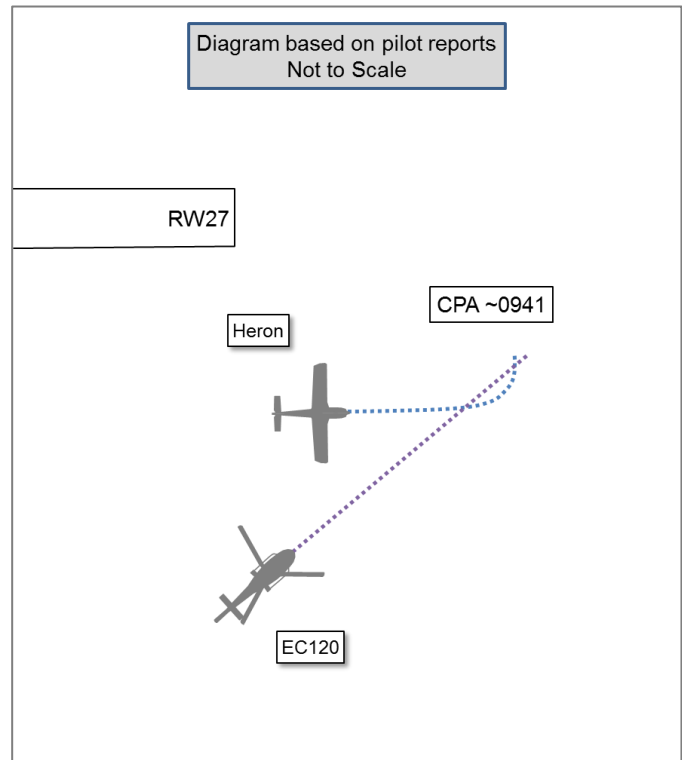 Diagram based on pilot reports
Not to Scale
RW27
CPA ~0941
Heron
EC120